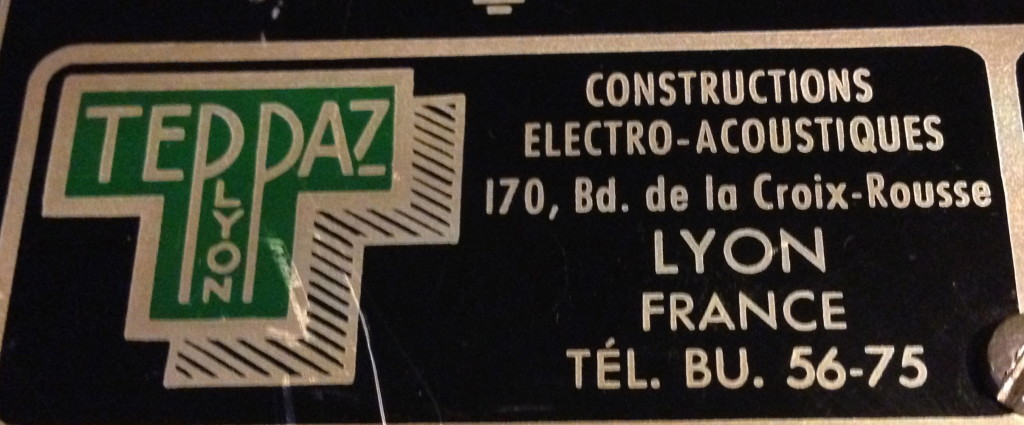 TEPPAZ
LYON
CONSTRUCTIONS
ELECTRO-ACOUSTIQUES
170, Bd. de la Croix-Rousse
LYON
FRANCE
TÉL. BU. 56-75